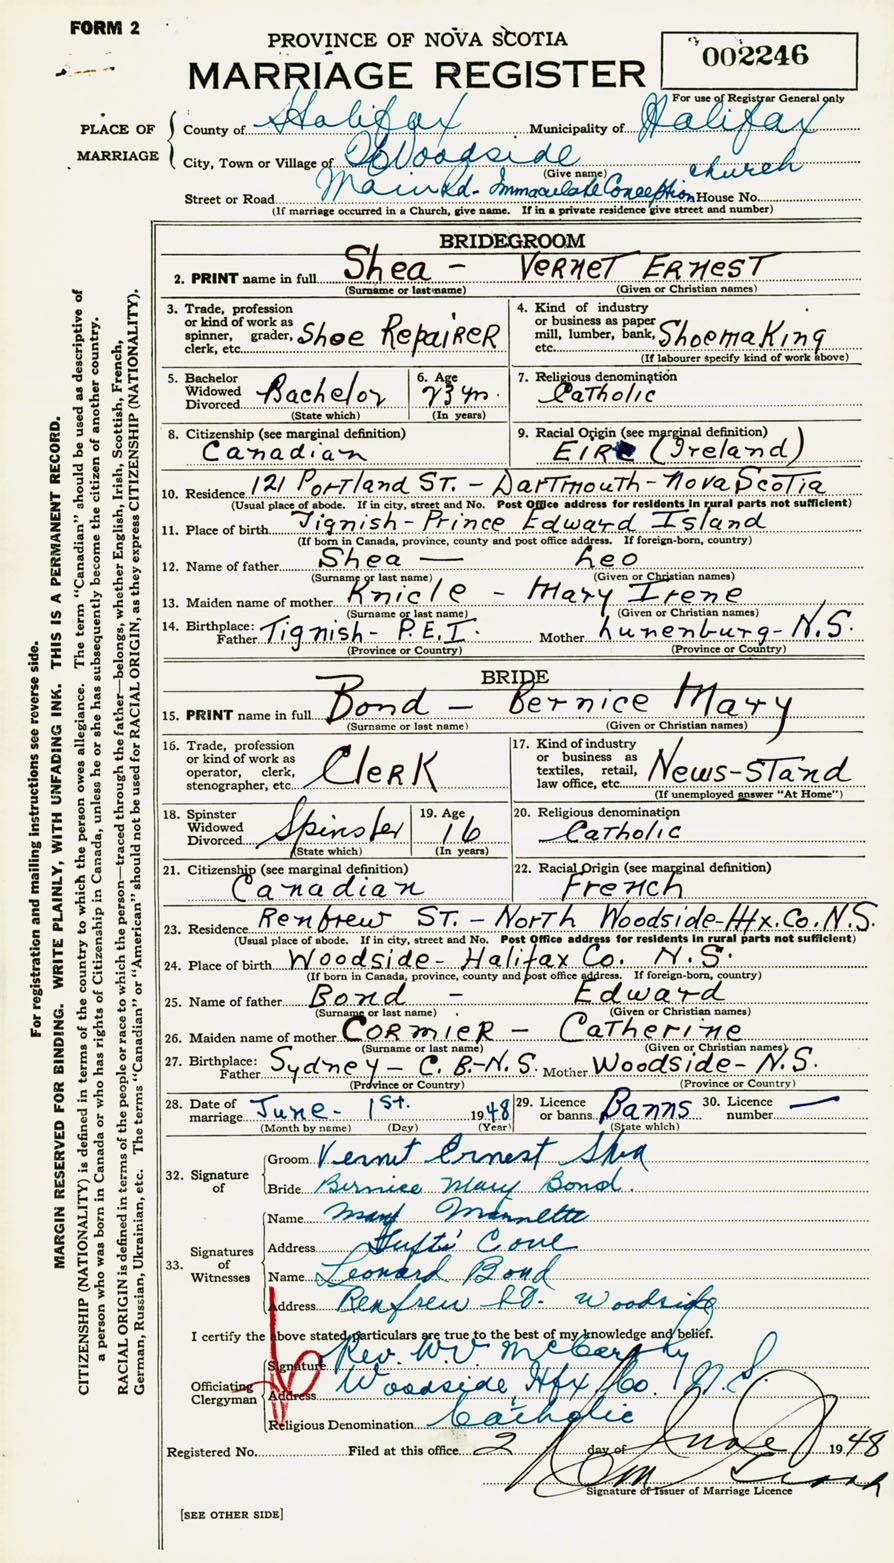 FORM 2
PROVINCE OF NOVA SCOTIA
MARRIAGE REGISTER
002246
For use of Registrar General only
PLACE OF MARRIAGE
County of Halifax Municipality of Halifax
City, Town or Village of Woodside
(Give name)
Street or Road Main Rd- Immaculate Conception church House No.
(If marriage occurred in a Church, give name. If in a private residence give street and number)
BRIDEGROOM
2. PRINT name in full Shea - VERNET ERNEST
(Surname or last name) (Given or Christian names)
3. Trade, profession
or kind of work as
spinner, grader,
clerk, etc. Shoe Repairer
4. Kind of industry
or business as paper
mill, lumber, bank,
etc. Shoemaking
(If labourer specify kind of work above)
5. Bachelor
Widowed
Divorced Bachelor
(State which)
6. Age
23 yrs.
(In years)
7. Religious denomination
Catholic
8. Citizenship (see marginal definition)
Canadian
9. Racial Origin (see marginal definition)
EIRE (Ireland)
10. Residence 121 Portland ST. - Dartmouth - Nova Scotia
(Usual place of abode. If in city, street and No. Post Office address for residents in rural parts not sufficient)
11. Place of birth Tignish - Prince Edward Island
(If born in Canada, province, county and post office address. If foreign-born, country)
12. Name of father Shea — Leo
(Surname or last name) (Given or Christian names)
13. Maiden name of mother Knicle - Mary Irene
(Surname or last name) (Given or Christian names)
14. Birthplace:
Father Tignish - P.E.I. Mother Lunenburg - N.S.
(Province or Country) (Province or Country)
BRIDE
15. PRINT name in full Bond - Bernice Mary
(Surname or last name) (Given or Christian names)
16. Trade, profession
or kind of work as
operator, clerk,
stenographer, etc. Clerk
17. Kind of industry
or business as
textiles, retail,
law office, etc. News-Stand
(If unemployed answer "At Home")
18. Spinster
Widowed
Divorced Spinster
(State which)
19. Age
16
(In years)
20. Religious denomination
Catholic
21. Citizenship (see marginal definition)
Canadian
22. Racial Origin (see marginal definition)
French
23. Residence Renfrew ST. - North Woodside - Hfx. Co. N.S.
(Usual place of abode. If in city, street and No. Post Office address for residents in rural parts not sufficient)
24. Place of birth Woodside - Halifax Co. N.S.
(If born in Canada, province, county and post office address. If foreign-born, country)
25. Name of father Bond - Edward
(Surname or last name) (Given or Christian names)
26. Maiden name of mother Cormier - Catherine
(Surname or last name) (Given or Christian names)
27. Birthplace:
Father Sydney - C.B.-N.S. Mother Woodside - N.S.
(Province or Country) (Province or Country)
28. Date of
marriage June - 1st. 1948
(Month by name) (Day) (Year)
29. Licence
or banns Banns
(State which)
30. Licence
number —
32. Signature
of
Groom Vernet Ernest Shea
Bride Bernice Mary Bond.
33. Signatures
of
Witnesses
Name Mary Mannette
Address Tufts' Cove
Name Leonard Bond
Address Renfrew St. Woodside
I certify the above stated particulars are true to the best of my knowledge and belief.
Officiating
Clergyman
Signature Rev. W. V. McCarthy
Address Woodside, Hfx Co. N.S.
Religious Denomination Catholic
Registered No. Filed at this office 2 day of June 1948
Signature of Issuer of Marriage Licence
[SEE OTHER SIDE]
For registration and mailing instructions see reverse side.
MARGIN RESERVED FOR BINDING. WRITE PLAINLY, WITH UNFADING INK. THIS IS A PERMANENT RECORD.
CITIZENSHIP (NATIONALITY) is defined in terms of the country to which the person owes allegiance. The term "Canadian" should be used as descriptive of
a person who was born in Canada or who has rights of Citizenship in Canada, unless he or she has subsequently become the citizen of another country.
RACIAL ORIGIN is defined in terms of the people or race to which the person—traced through the father—belongs, whether English, Irish, Scottish, French,
German, Russian, Ukrainian, etc. The terms "Canadian" or "American" should not be used for RACIAL ORIGIN, as they express CITIZENSHIP (NATIONALITY).